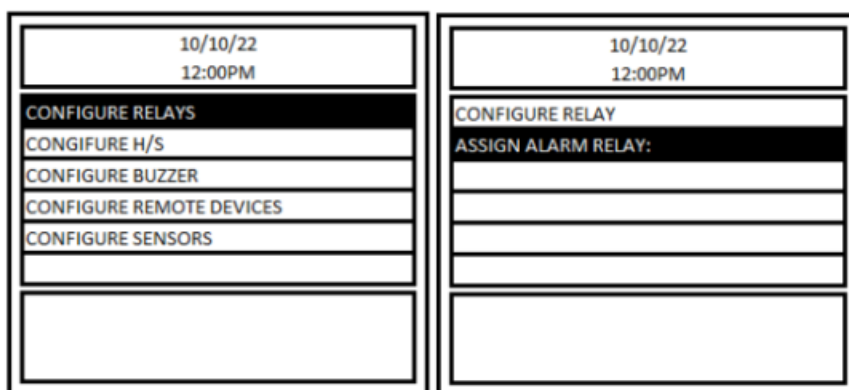 10/10/22
12:00PM
CONFIGURE RELAYS
CONGIFURE H/S
CONFIGURE BUZZER
CONFIGURE REMOTE DEVICES
CONFIGURE SENSORS
10/10/22
12:00PM
CONFIGURE RELAY
ASSIGN ALARM RELAY: